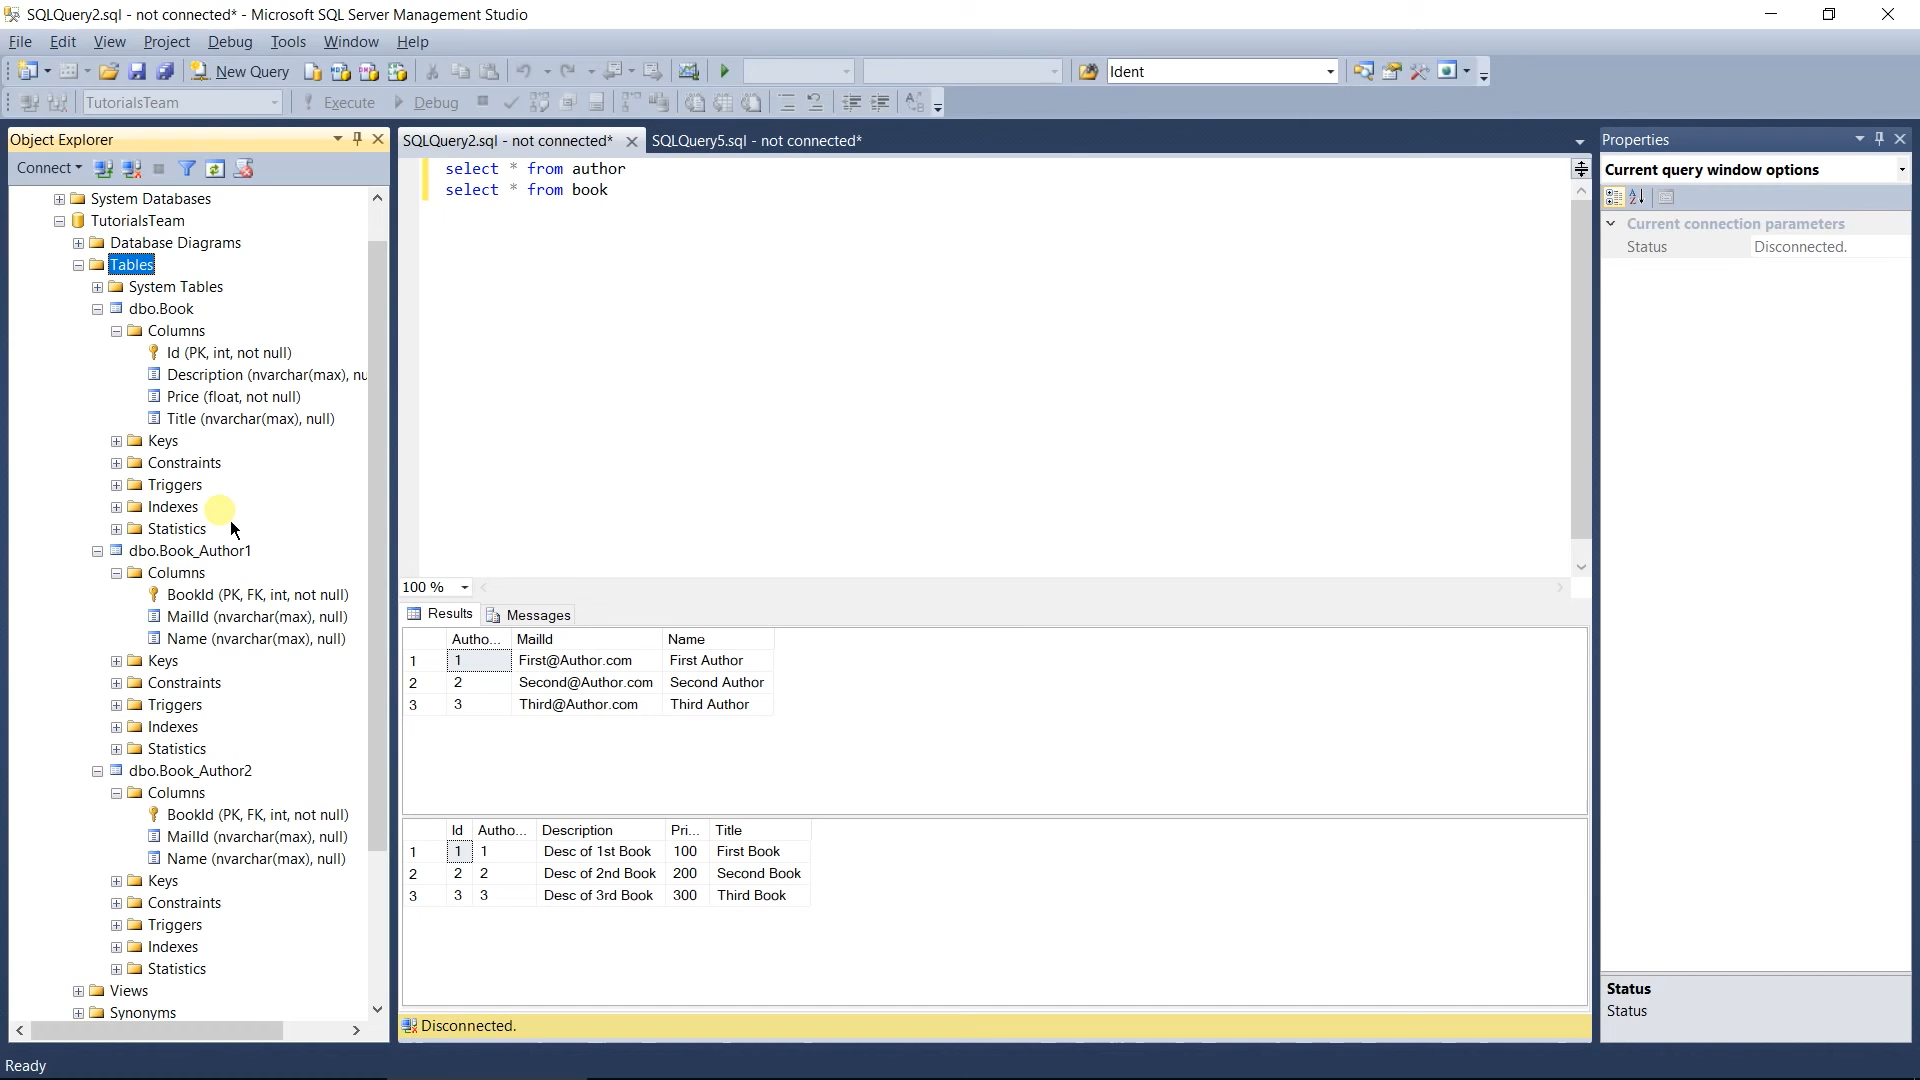 SQLQuery2.sql - not connected* - Microsoft SQL Server Management Studio
File Edit View Project Debug Tools Window Help
New Query Ident
TutorialsTeam Execute Debug
Object Explorer
Connect
System Databases
TutorialsTeam
Database Diagrams
Tables
System Tables
dbo.Book
Columns
Id (PK, int, not null)
Description (nvarchar(max), nu
Price (float, not null)
Title (nvarchar(max), null)
Keys
Constraints
Triggers
Indexes
Statistics
dbo.Book_Author1
Columns
BookId (PK, FK, int, not null)
MailId (nvarchar(max), null)
Name (nvarchar(max), null)
Keys
Constraints
Triggers
Indexes
Statistics
dbo.Book_Author2
Columns
BookId (PK, FK, int, not null)
MailId (nvarchar(max), null)
Name (nvarchar(max), null)
Keys
Constraints
Triggers
Indexes
Statistics
Views
Synonyms
SQLQuery2.sql - not connected* SQLQuery5.sql - not connected*
select * from author
select * from book
100 %
Results Messages
Autho... MailId Name
1 1 First@Author.com First Author
2 2 Second@Author.com Second Author
3 3 Third@Author.com Third Author
Id Autho... Description Pri... Title
1 1 1 Desc of 1st Book 100 First Book
2 2 2 Desc of 2nd Book 200 Second Book
3 3 3 Desc of 3rd Book 300 Third Book
Disconnected.
Properties
Current query window options
Current connection parameters
Status Disconnected.
Status
Status
Ready